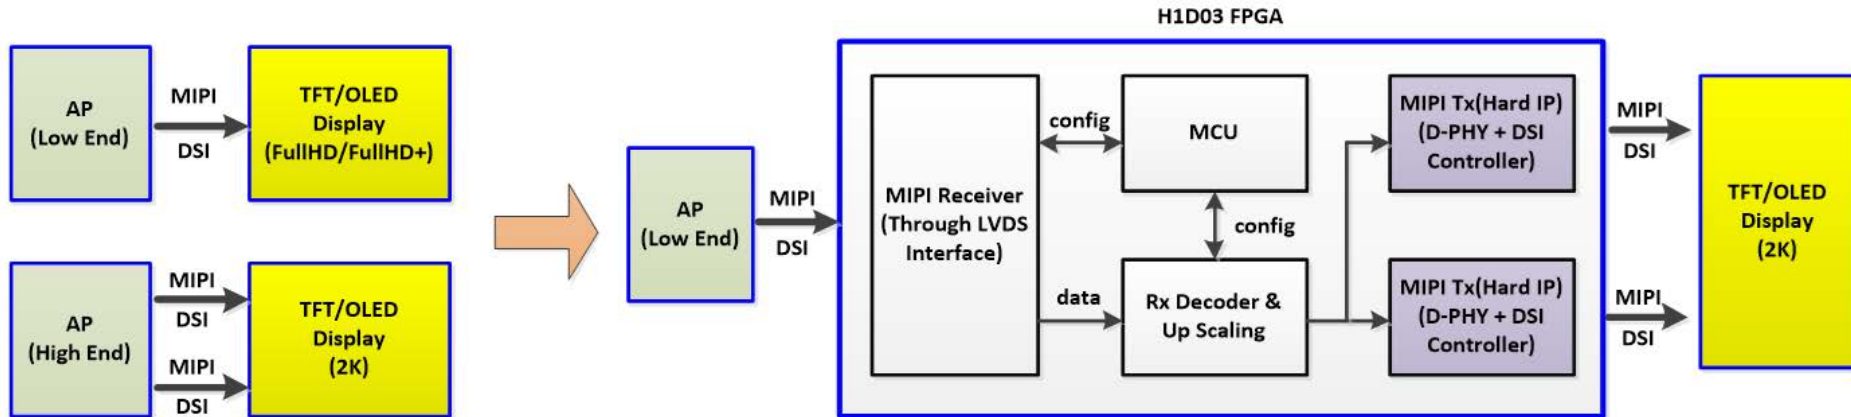 H1D03 FPGA
AP
(Low End)
MIPI
DSI
TFT/OLED
Display
(FullHD/FullHD+)
AP
(High End)
MIPI
DSI
MIPI
DSI
TFT/OLED
Display
(2K)
AP
(Low End)
MIPI
DSI
MIPI Receiver
(Through LVDS
Interface)
config
data
MCU
config
Rx Decoder &
Up Scaling
MIPI Tx(Hard IP)
(D-PHY + DSI
Controller)
MIPI Tx(Hard IP)
(D-PHY + DSI
Controller)
MIPI
DSI
MIPI
DSI
TFT/OLED
Display
(2K)